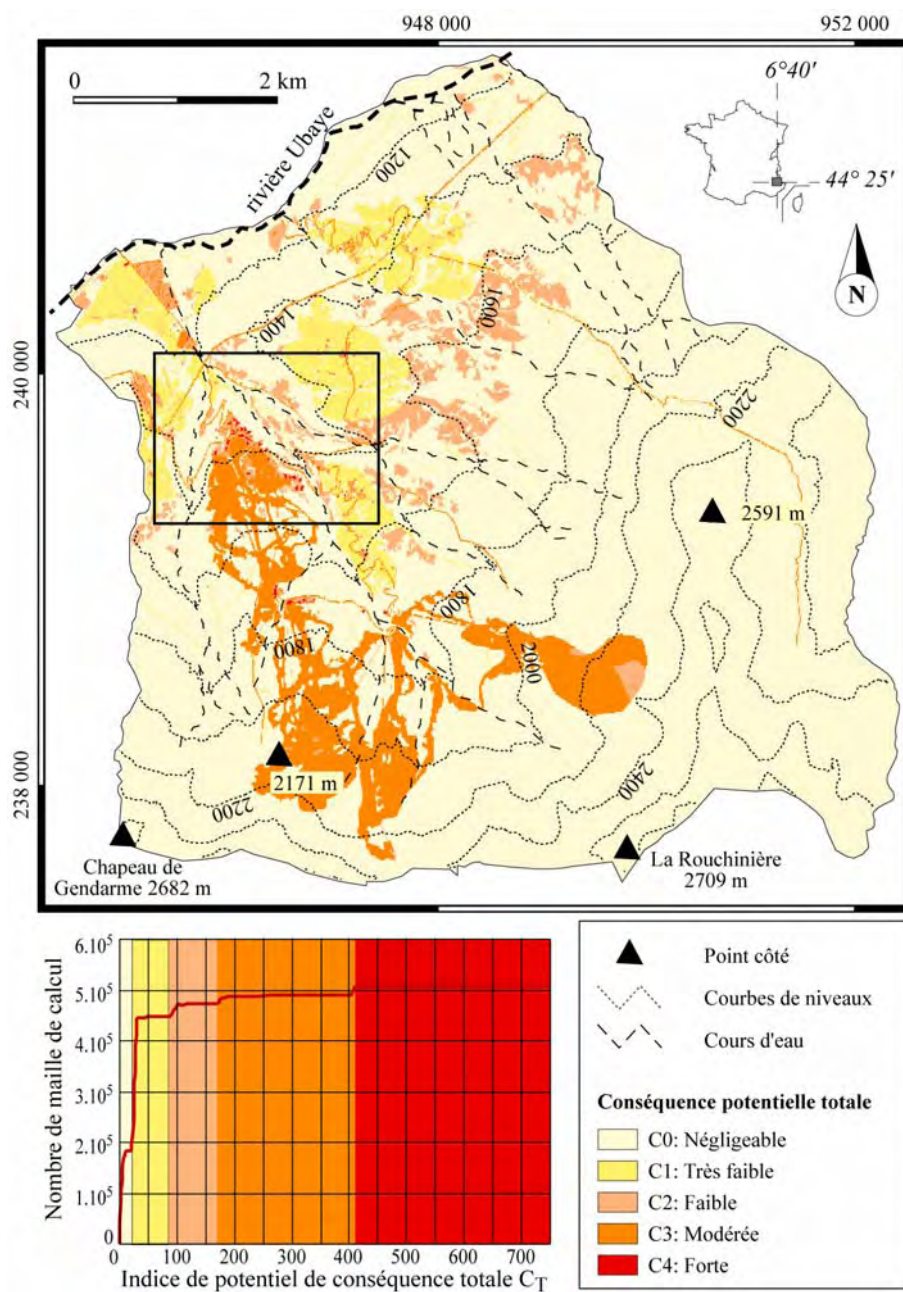 948 000
952 000
0 2 km
6°40'
44° 25'
rivière Ubaye
1200
N
1600
1400
240 000
2200
2591 m
1800
1800
2000
2171 m
2200
2400
238 000
Chapeau de
Gendarme 2682 m
La Rouchinière
2709 m
Nombre de maille de calcul
6.10⁵
5.10⁵
4.10⁵
3.10⁵
2.10⁵
1.10⁵
0
0 100 200 300 400 500 600 700
Indice de potentiel de conséquence totale C_T
Point côté
Courbes de niveaux
Cours d'eau
Conséquence potentielle totale
C0: Négligeable
C1: Très faible
C2: Faible
C3: Modérée
C4: Forte